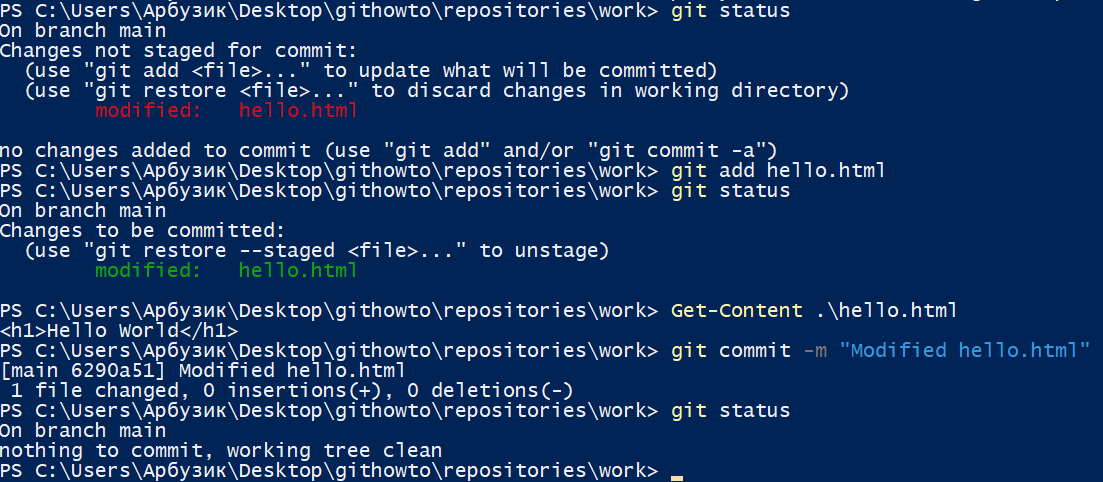 PS C:\Users\Арбузик\Desktop\githowto\repositories\work> git status
On branch main
Changes not staged for commit:
  (use "git add <file>..." to update what will be committed)
  (use "git restore <file>..." to discard changes in working directory)
        modified:   hello.html

no changes added to commit (use "git add" and/or "git commit -a")
PS C:\Users\Арбузик\Desktop\githowto\repositories\work> git add hello.html
PS C:\Users\Арбузик\Desktop\githowto\repositories\work> git status
On branch main
Changes to be committed:
  (use "git restore --staged <file>..." to unstage)
        modified:   hello.html

PS C:\Users\Арбузик\Desktop\githowto\repositories\work> Get-Content .\hello.html
<h1>Hello World</h1>
PS C:\Users\Арбузик\Desktop\githowto\repositories\work> git commit -m "Modified hello.html"
[main 6290a51] Modified hello.html
 1 file changed, 0 insertions(+), 0 deletions(-)
PS C:\Users\Арбузик\Desktop\githowto\repositories\work> git status
On branch main
nothing to commit, working tree clean
PS C:\Users\Арбузик\Desktop\githowto\repositories\work>